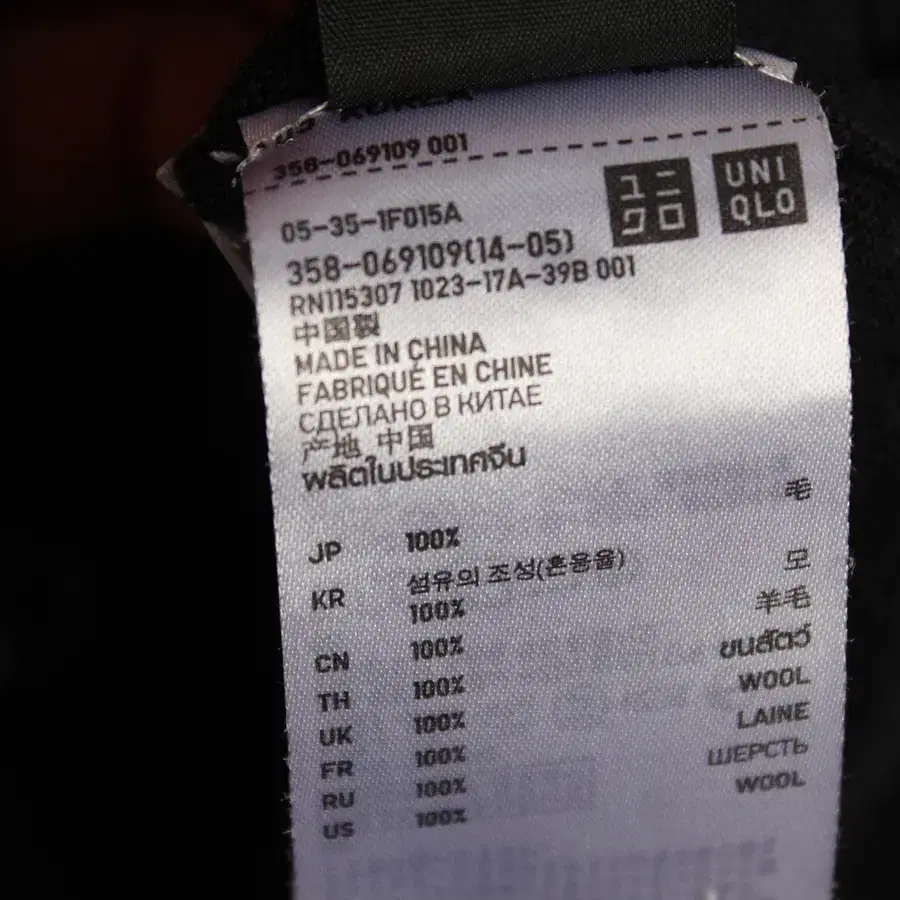 KOREA
358-069109 001
ユニ
クロ
UNI
QLO
05-35-1F015A
358-069109(14-05)
RN115307 1023-17A-39B 001
中国製
MADE IN CHINA
FABRIQUÉ EN CHINE
СДЕЛАНО В КИТАЕ
产地 中国
ผลิตในประเทศจีน
JP 100% 毛
KR 섬유의 조성(혼용율)
100% 모
CN 100% 羊毛
TH 100% ขนสัตว์
UK 100% WOOL
FR 100% LAINE
RU 100% ШЕРСТЬ
US 100% WOOL